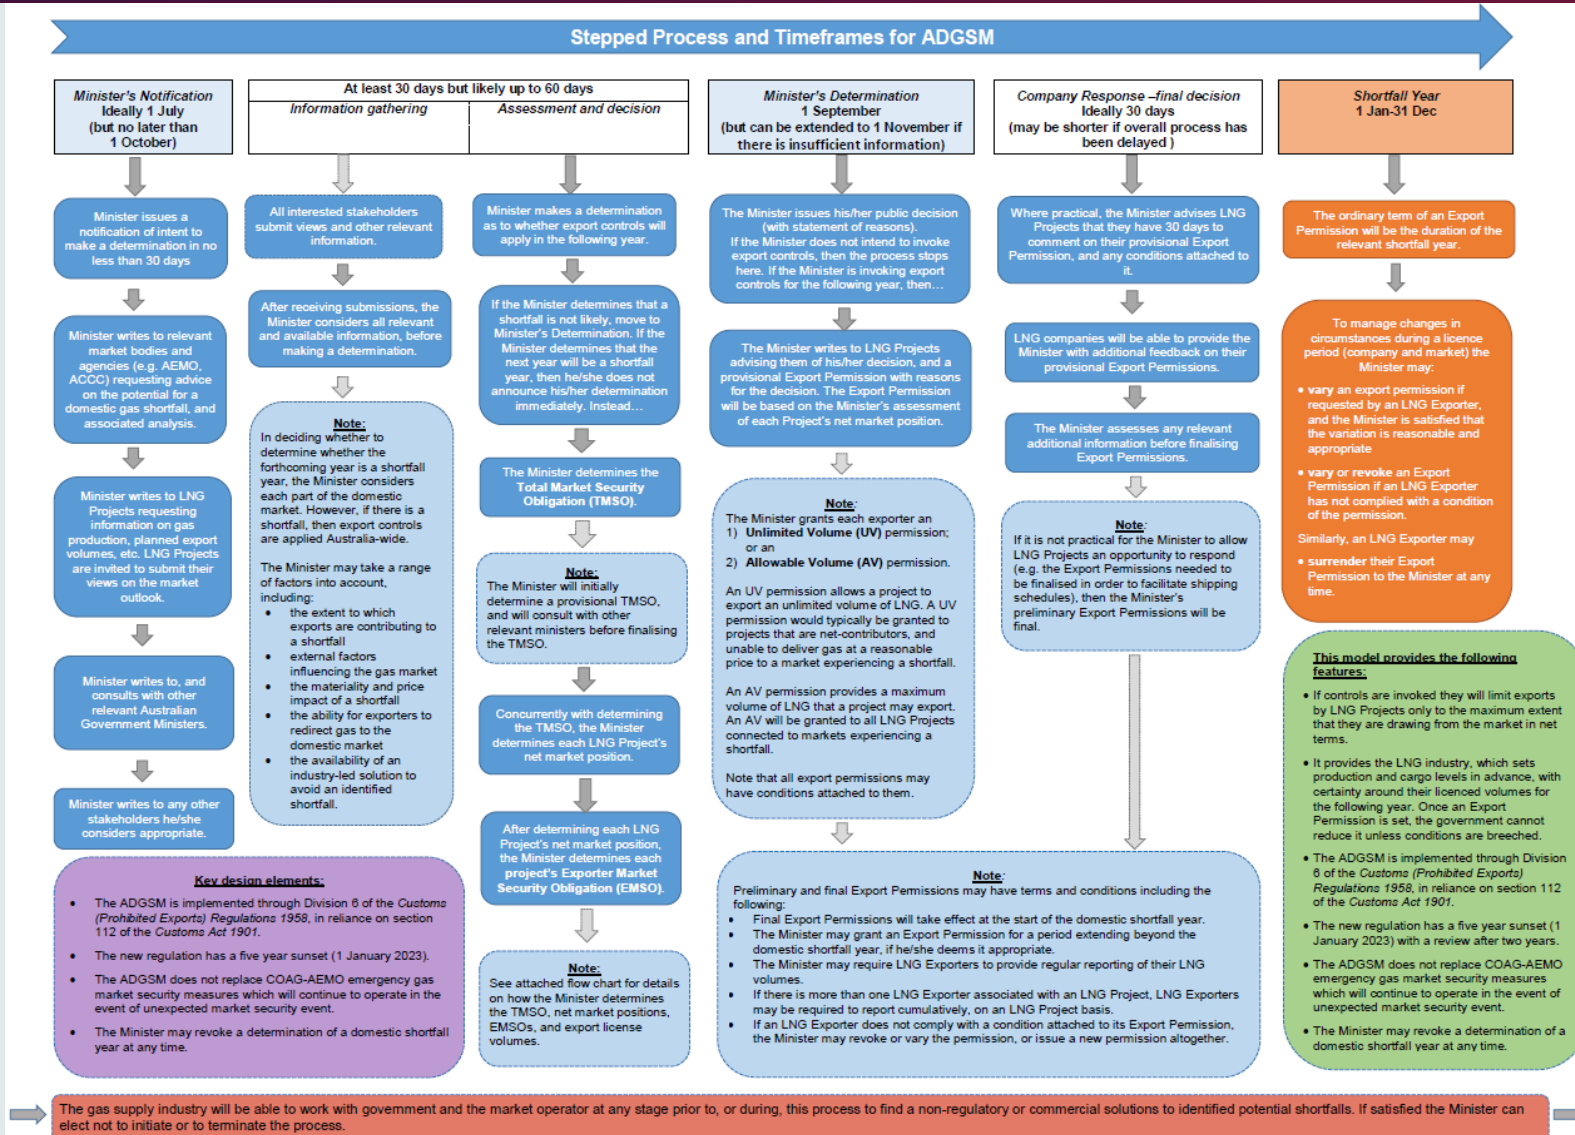 Stepped Process and Timeframes for ADGSM
Minister's Notification
Ideally 1 July
(but no later than
1 October)
At least 30 days but likely up to 60 days
Information gathering
Assessment and decision
Minister's Determination
1 September
(but can be extended to 1 November if
there is insufficient information)
Company Response –final decision
Ideally 30 days
(may be shorter if overall process has
been delayed )
Shortfall Year
1 Jan-31 Dec
Minister issues a
notification of intent to
make a determination in no
less than 30 days
Minister writes to relevant
market bodies and
agencies (e.g. AEMO,
ACCC) requesting advice
on the potential for a
domestic gas shortfall, and
associated analysis.
Minister writes to LNG
Projects requesting
information on gas
production, planned export
volumes, etc. LNG Projects
are invited to submit their
views on the market
outlook.
Minister writes to, and
consults with other
relevant Australian
Government Ministers.
Minister writes to any other
stakeholders he/she
considers appropriate.
All interested stakeholders
submit views and other relevant
information.
After receiving submissions, the
Minister considers all relevant
and available information, before
making a determination.
Note:
In deciding whether to
determine whether the
forthcoming year is a shortfall
year, the Minister considers
each part of the domestic
market. However, if there is a
shortfall, then export controls
are applied Australia-wide.
The Minister may take a range
of factors into account,
including:
• the extent to which
exports are contributing to
a shortfall
• external factors
influencing the gas market
• the materiality and price
impact of a shortfall
• the ability for exporters to
redirect gas to the
domestic market
• the availability of an
industry-led solution to
avoid an identified
shortfall.
Minister makes a determination
as to whether export controls will
apply in the following year.
If the Minister determines that a
shortfall is not likely, move to
Minister's Determination. If the
Minister determines that the
next year will be a shortfall
year, then he/she does not
announce his/her determination
immediately. Instead…
The Minister determines the
Total Market Security
Obligation (TMSO).
Note:
The Minister will initially
determine a provisional TMSO,
and will consult with other
relevant ministers before finalising
the TMSO.
Concurrently with determining
the TMSO, the Minister
determines each LNG Project's
net market position.
After determining each LNG
Project's net market position,
the Minister determines each
project's Exporter Market
Security Obligation (EMSO).
Note:
See attached flow chart for details
on how the Minister determines
the TMSO, net market positions,
EMSOs, and export license
volumes.
The Minister issues his/her public decision
(with statement of reasons).
If the Minister does not intend to invoke
export controls, then the process stops
here. If the Minister is invoking export
controls for the following year, then…
The Minister writes to LNG Projects
advising them of his/her decision, and a
provisional Export Permission with reasons
for the decision. The Export Permission
will be based on the Minister's assessment
of each Project's net market position.
Note:
The Minister grants each exporter an
1) Unlimited Volume (UV) permission;
or an
2) Allowable Volume (AV) permission.
An UV permission allows a project to
export an unlimited volume of LNG. A UV
permission would typically be granted to
projects that are net-contributors, and
unable to deliver gas at a reasonable
price to a market experiencing a shortfall.
An AV permission provides a maximum
volume of LNG that a project may export.
An AV will be granted to all LNG Projects
connected to markets experiencing a
shortfall.
Note that all export permissions may
have conditions attached to them.
Where practical, the Minister advises LNG
Projects that they have 30 days to
comment on their provisional Export
Permission, and any conditions attached to
it.
LNG companies will be able to provide the
Minister with additional feedback on their
provisional Export Permissions.
The Minister assesses any relevant
additional information before finalising
Export Permissions.
Note:
If it is not practical for the Minister to allow
LNG Projects an opportunity to respond
(e.g. the Export Permissions needed to
be finalised in order to facilitate shipping
schedules), then the Minister's
preliminary Export Permissions will be
final.
Note:
Preliminary and final Export Permissions may have terms and conditions including the
following:
• Final Export Permissions will take effect at the start of the domestic shortfall year.
• The Minister may grant an Export Permission for a period extending beyond the
domestic shortfall year, if he/she deems it appropriate.
• The Minister may require LNG Exporters to provide regular reporting of their LNG
volumes.
• If there is more than one LNG Exporter associated with an LNG Project, LNG Exporters
may be required to report cumulatively, on an LNG Project basis.
• If an LNG Exporter does not comply with a condition attached to its Export Permission,
the Minister may revoke or vary the permission, or issue a new permission altogether.
The ordinary term of an Export
Permission will be the duration of the
relevant shortfall year.
To manage changes in
circumstances during a licence
period (company and market) the
Minister may:
• vary an export permission if
requested by an LNG Exporter,
and the Minister is satisfied that
the variation is reasonable and
appropriate
• vary or revoke an Export
Permission if an LNG Exporter
has not complied with a condition
of the permission.
Similarly, an LNG Exporter may
• surrender their Export
Permission to the Minister at any
time.
This model provides the following
features:
• If controls are invoked they will limit exports
by LNG Projects only to the maximum extent
that they are drawing from the market in net
terms.
• It provides the LNG industry, which sets
production and cargo levels in advance, with
certainty around their licenced volumes for
the following year. Once an Export
Permission is set, the government cannot
reduce it unless conditions are breeched.
• The ADGSM is implemented through Division
6 of the Customs (Prohibited Exports)
Regulations 1958, in reliance on section 112
of the Customs Act 1901.
• The new regulation has a five year sunset (1
January 2023) with a review after two years.
• The ADGSM does not replace COAG-AEMO
emergency gas market security measures
which will continue to operate in the event of
unexpected market security event.
• The Minister may revoke a determination of a
domestic shortfall year at any time.
Key design elements:
• The ADGSM is implemented through Division 6 of the Customs
(Prohibited Exports) Regulations 1958, in reliance on section
112 of the Customs Act 1901.
• The new regulation has a five year sunset (1 January 2023).
• The ADGSM does not replace COAG-AEMO emergency gas
market security measures which will continue to operate in the
event of unexpected market security event.
• The Minister may revoke a determination of a domestic shortfall
year at any time.
The gas supply industry will be able to work with government and the market operator at any stage prior to, or during, this process to find a non-regulatory or commercial solutions to identified potential shortfalls. If satisfied the Minister can
elect not to initiate or to terminate the process.